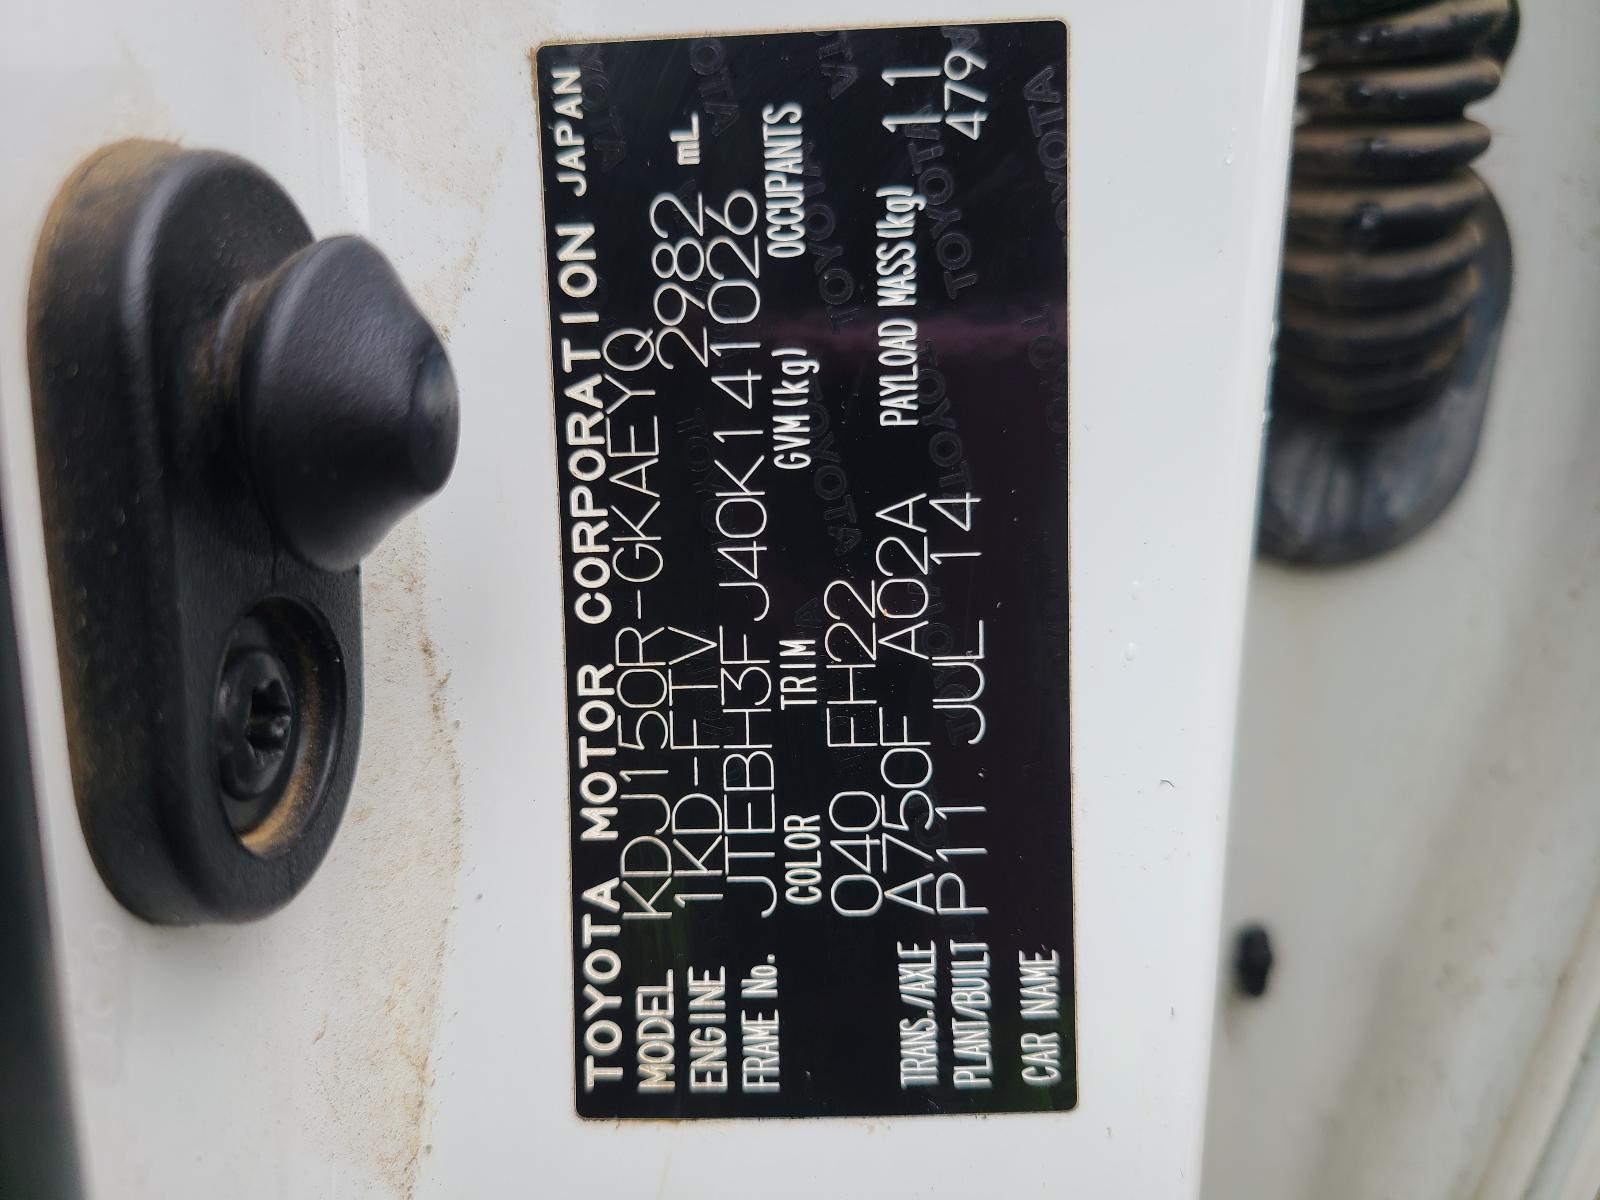 TOYOTA MOTOR CORPORATION JAPAN
MODEL KDJ150R-GKAEYQ
ENGINE 1KD-FTV 2982 mL
FRAME No. JTEBH3FJ40K141026
COLOR TRIM GVM(kg) OCCUPANTS
040 FH22
TRANS./AXLE A750F A02A PAYLOAD MASS(kg) 11
PLANT/BUILT P11 JUL 14 479
CAR NAME